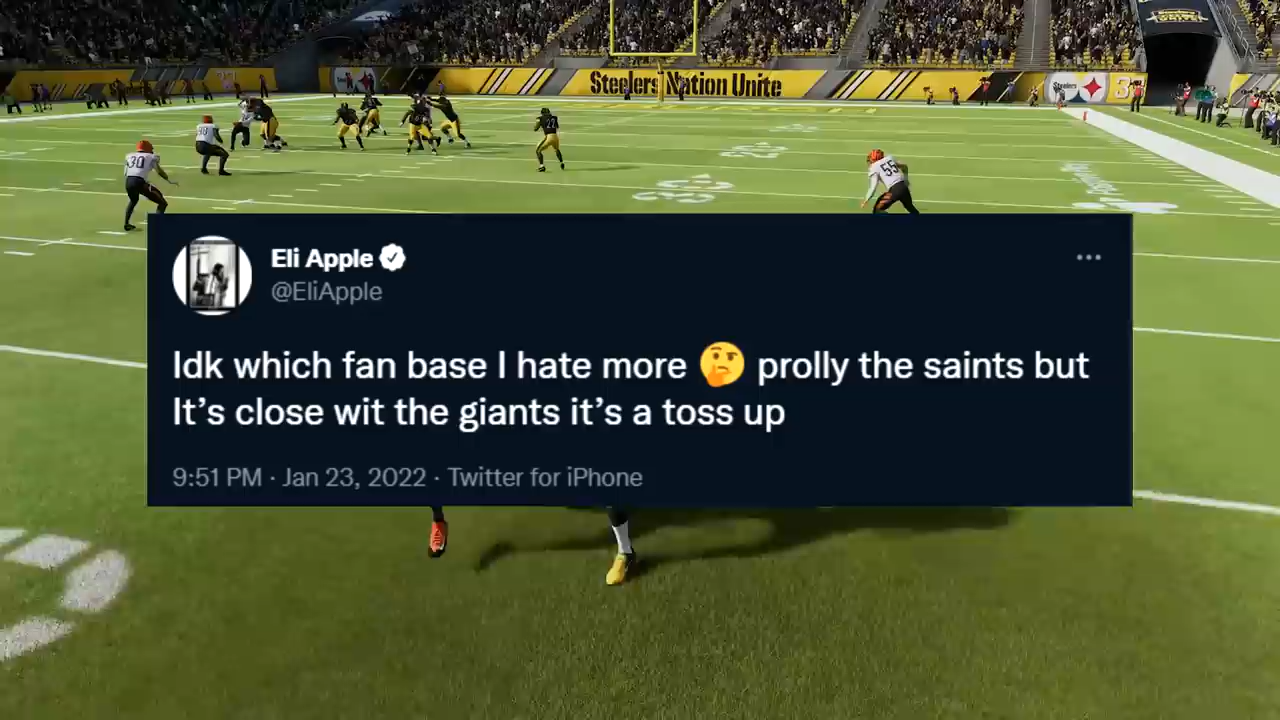 Steelers Nation Unite
Steelers
30
55
Eli Apple
@EliApple
Idk which fan base I hate more 🤔 prolly the saints but
It’s close wit the giants it’s a toss up
9:51 PM · Jan 23, 2022 · Twitter for iPhone